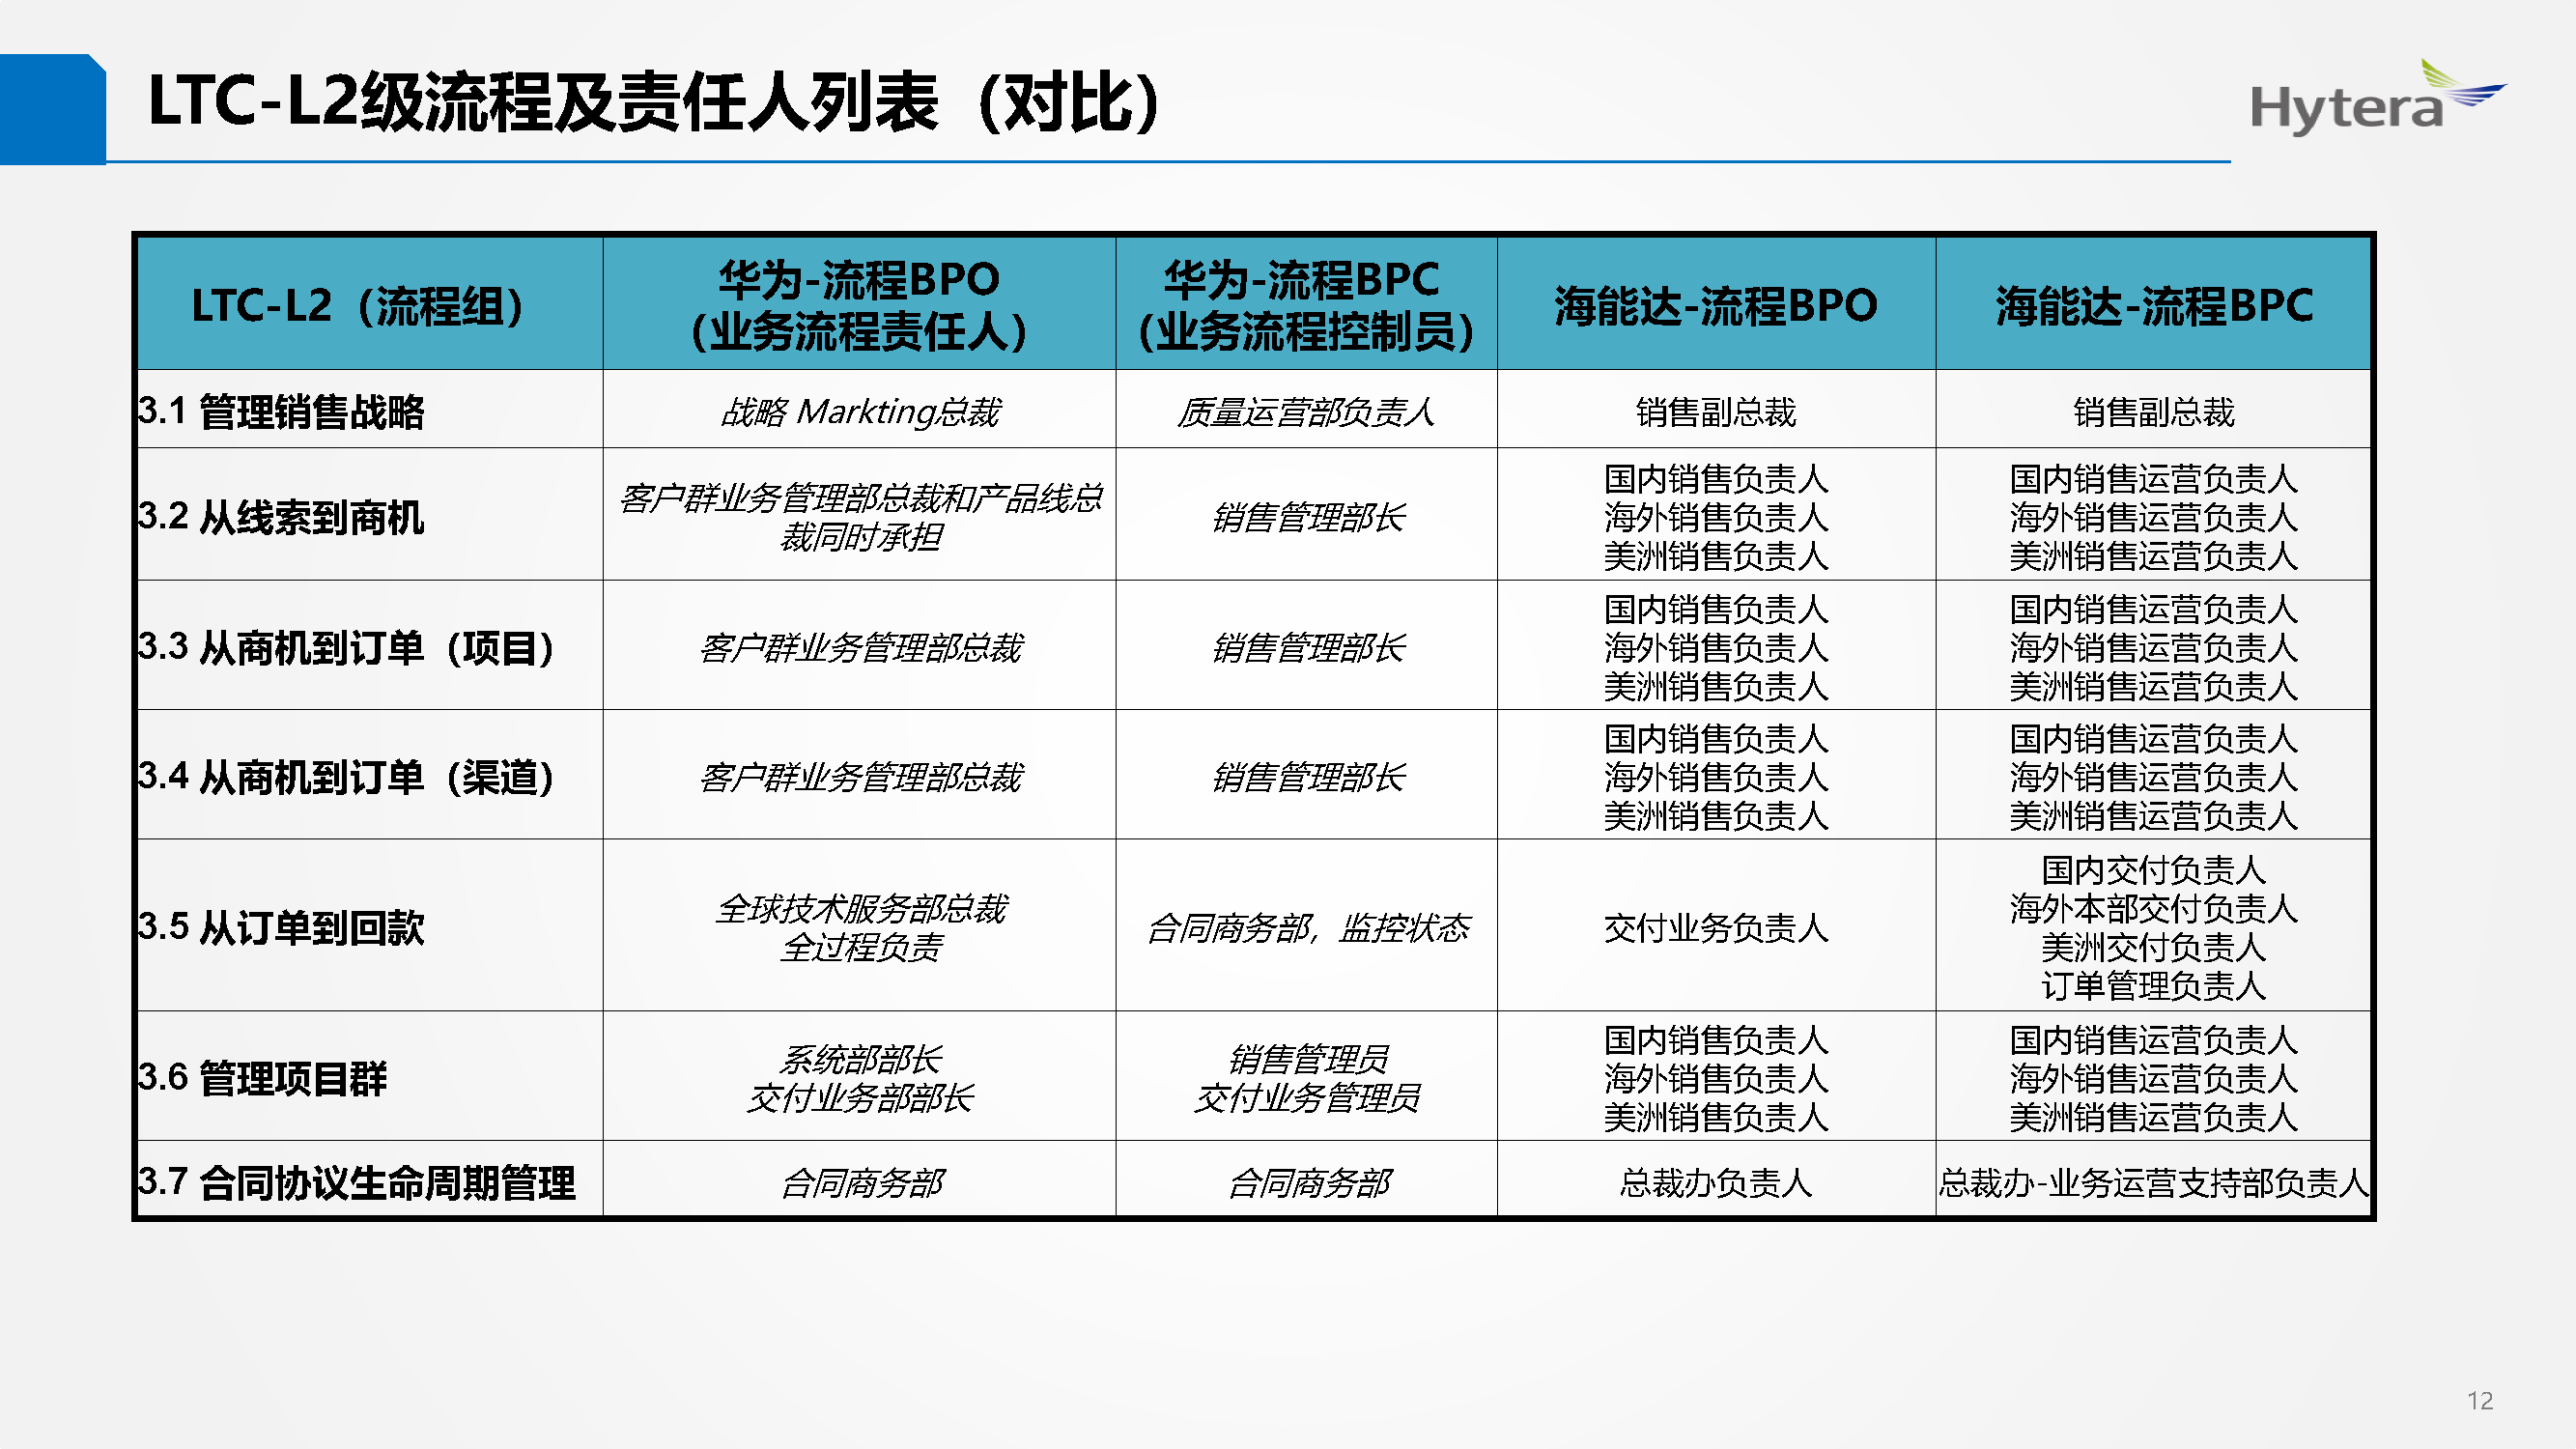 LTC-L2级流程及责任人列表（对比）
Hytera
LTC-L2（流程组）
华为-流程BPO
（业务流程责任人）
华为-流程BPC
（业务流程控制员）
海能达-流程BPO
海能达-流程BPC
3.1 管理销售战略
战略 Markting总裁
质量运营部负责人
销售副总裁
销售副总裁
3.2 从线索到商机
客户群业务管理部总裁和产品线总
裁同时承担
销售管理部长
国内销售负责人
海外销售负责人
美洲销售负责人
国内销售运营负责人
海外销售运营负责人
美洲销售运营负责人
3.3 从商机到订单（项目）
客户群业务管理部总裁
销售管理部长
国内销售负责人
海外销售负责人
美洲销售负责人
国内销售运营负责人
海外销售运营负责人
美洲销售运营负责人
3.4 从商机到订单（渠道）
客户群业务管理部总裁
销售管理部长
国内销售负责人
海外销售负责人
美洲销售负责人
国内销售运营负责人
海外销售运营负责人
美洲销售运营负责人
3.5 从订单到回款
全球技术服务部总裁
全过程负责
合同商务部，监控状态
交付业务负责人
国内交付负责人
海外本部交付负责人
美洲交付负责人
订单管理负责人
3.6 管理项目群
系统部部长
交付业务部部长
销售管理员
交付业务管理员
国内销售负责人
海外销售负责人
美洲销售负责人
国内销售运营负责人
海外销售运营负责人
美洲销售运营负责人
3.7 合同协议生命周期管理
合同商务部
合同商务部
总裁办负责人
总裁办-业务运营支持部负责人
12